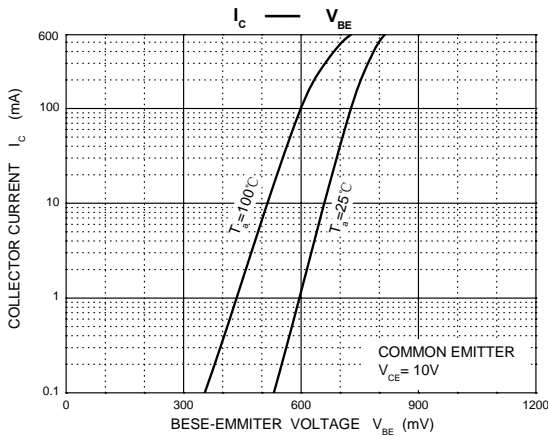 I_C — V_BE
600
100
10
1
0.1
COLLECTOR CURRENT I_C (mA)
T_a=100℃
T_a=25℃
COMMON EMITTER
V_CE= 10V
0 300 600 900 1200
BESE-EMMITER VOLTAGE V_BE (mV)